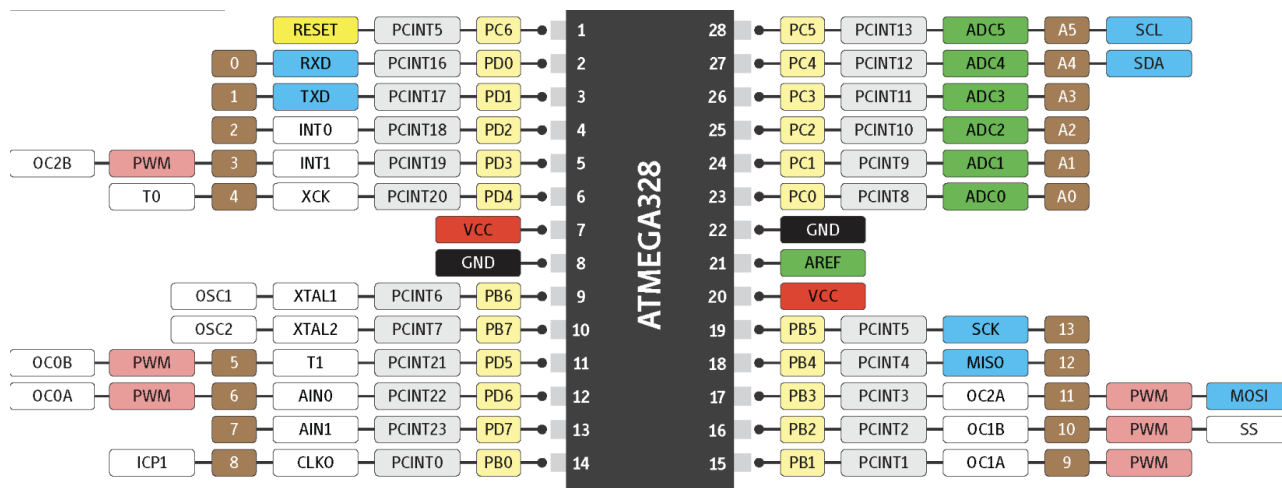 RESET PCINT5 PC6 1 28 PC5 PCINT13 ADC5 A5 SCL
0 RXD PCINT16 PD0 2 27 PC4 PCINT12 ADC4 A4 SDA
1 TXD PCINT17 PD1 3 26 PC3 PCINT11 ADC3 A3
2 INT0 PCINT18 PD2 4 25 PC2 PCINT10 ADC2 A2
OC2B PWM 3 INT1 PCINT19 PD3 5 24 PC1 PCINT9 ADC1 A1
T0 4 XCK PCINT20 PD4 6 23 PC0 PCINT8 ADC0 A0
VCC 7 22 GND
GND 8 21 AREF
OSC1 XTAL1 PCINT6 PB6 9 20 VCC
OSC2 XTAL2 PCINT7 PB7 10 19 PB5 PCINT5 SCK 13
OC0B PWM 5 T1 PCINT21 PD5 11 18 PB4 PCINT4 MISO 12
OC0A PWM 6 AIN0 PCINT22 PD6 12 17 PB3 PCINT3 OC2A 11 PWM MOSI
7 AIN1 PCINT23 PD7 13 16 PB2 PCINT2 OC1B 10 PWM SS
ICP1 8 CLKO PCINT0 PB0 14 15 PB1 PCINT1 OC1A 9 PWM
ATMEGA328